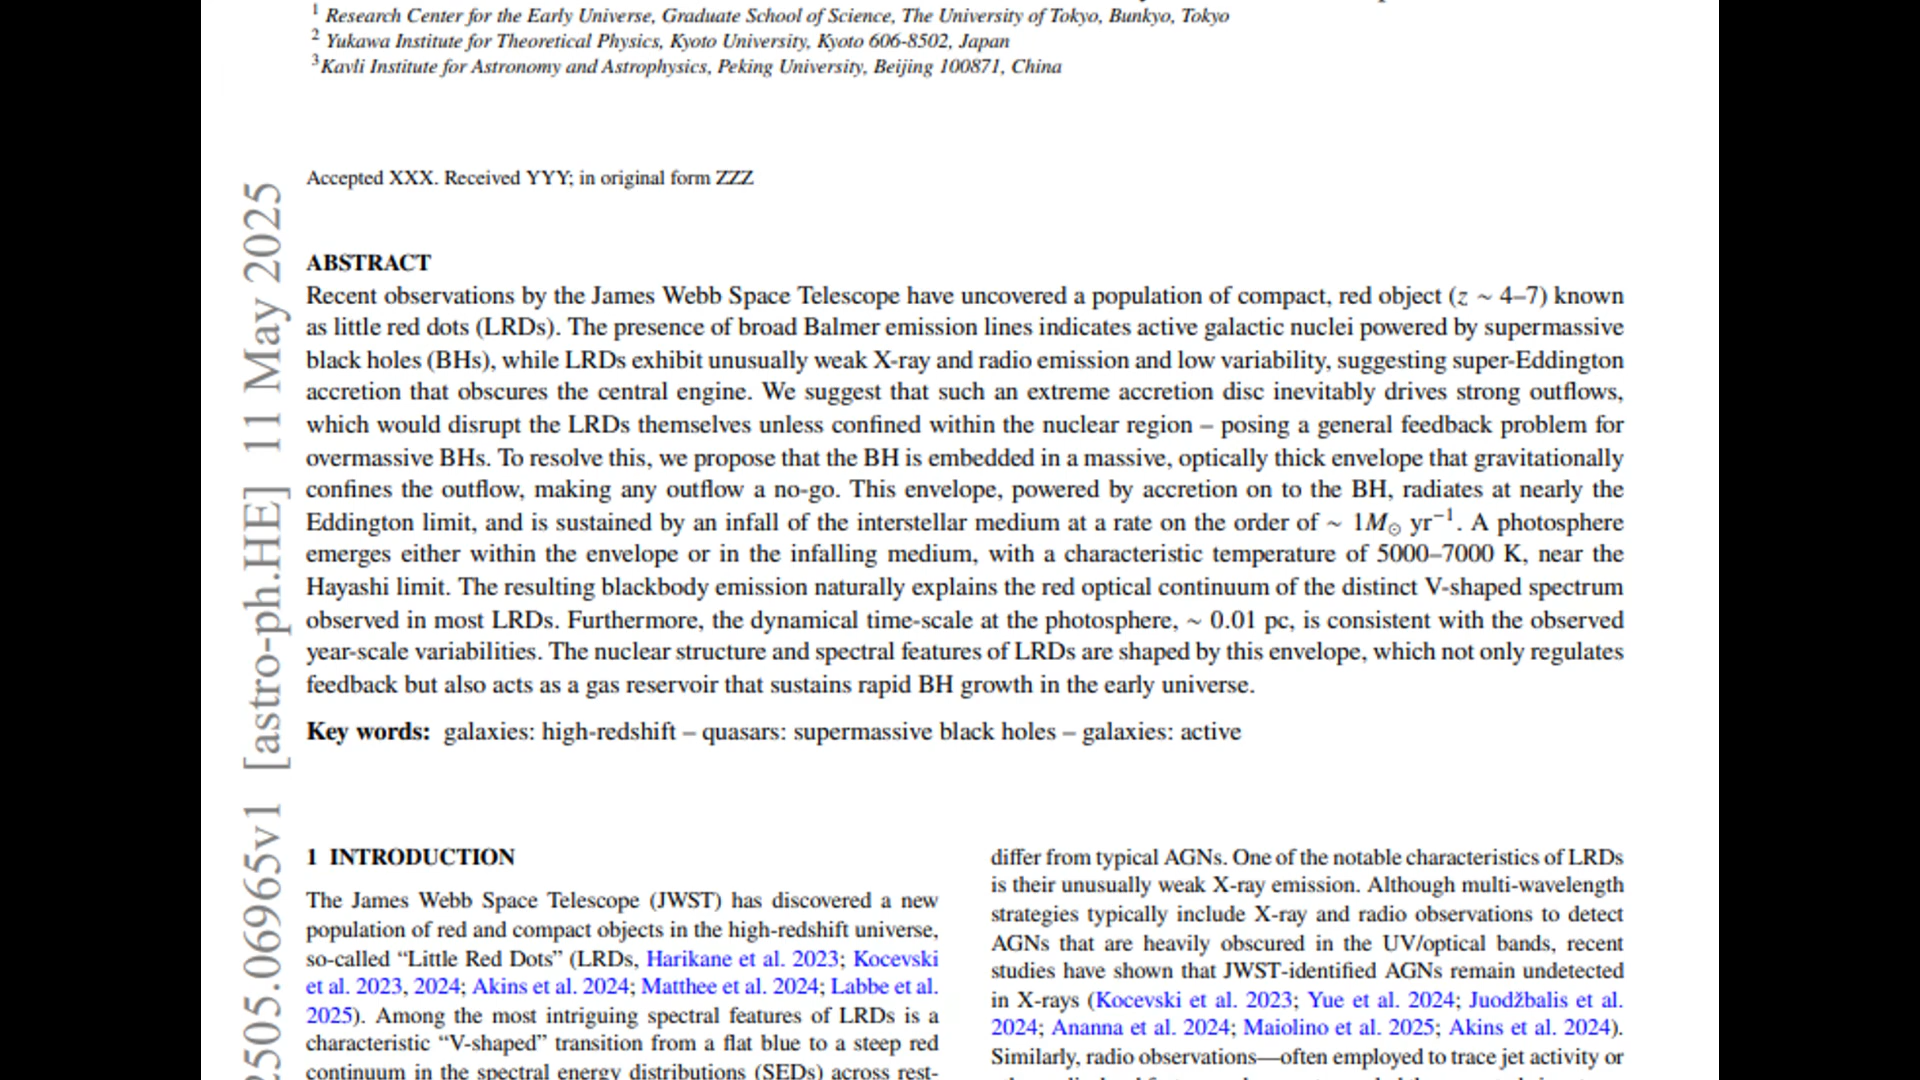 1 Research Center for the Early Universe, Graduate School of Science, The University of Tokyo, Bunkyo, Tokyo
2 Yukawa Institute for Theoretical Physics, Kyoto University, Kyoto 606-8502, Japan
3 Kavli Institute for Astronomy and Astrophysics, Peking University, Beijing 100871, China
Accepted XXX. Received YYY; in original form ZZZ
2505.06965v1 [astro-ph.HE] 11 May 2025
ABSTRACT
Recent observations by the James Webb Space Telescope have uncovered a population of compact, red object (z ∼ 4–7) known
as little red dots (LRDs). The presence of broad Balmer emission lines indicates active galactic nuclei powered by supermassive
black holes (BHs), while LRDs exhibit unusually weak X-ray and radio emission and low variability, suggesting super-Eddington
accretion that obscures the central engine. We suggest that such an extreme accretion disc inevitably drives strong outflows,
which would disrupt the LRDs themselves unless confined within the nuclear region – posing a general feedback problem for
overmassive BHs. To resolve this, we propose that the BH is embedded in a massive, optically thick envelope that gravitationally
confines the outflow, making any outflow a no-go. This envelope, powered by accretion on to the BH, radiates at nearly the
Eddington limit, and is sustained by an infall of the interstellar medium at a rate on the order of ∼ 1M⊙ yr⁻¹. A photosphere
emerges either within the envelope or in the infalling medium, with a characteristic temperature of 5000–7000 K, near the
Hayashi limit. The resulting blackbody emission naturally explains the red optical continuum of the distinct V-shaped spectrum
observed in most LRDs. Furthermore, the dynamical time-scale at the photosphere, ∼ 0.01 pc, is consistent with the observed
year-scale variabilities. The nuclear structure and spectral features of LRDs are shaped by this envelope, which not only regulates
feedback but also acts as a gas reservoir that sustains rapid BH growth in the early universe.
Key words: galaxies: high-redshift – quasars: supermassive black holes – galaxies: active
1 INTRODUCTION
The James Webb Space Telescope (JWST) has discovered a new
population of red and compact objects in the high-redshift universe,
so-called “Little Red Dots” (LRDs, Harikane et al. 2023; Kocevski
et al. 2023, 2024; Akins et al. 2024; Matthee et al. 2024; Labbe et al.
2025). Among the most intriguing spectral features of LRDs is a
characteristic “V-shaped” transition from a flat blue to a steep red
continuum in the spectral energy distributions (SEDs) across rest-
differ from typical AGNs. One of the notable characteristics of LRDs
is their unusually weak X-ray emission. Although multi-wavelength
strategies typically include X-ray and radio observations to detect
AGNs that are heavily obscured in the UV/optical bands, recent
studies have shown that JWST-identified AGNs remain undetected
in X-rays (Kocevski et al. 2023; Yue et al. 2024; Juodžbalis et al.
2024; Ananna et al. 2024; Maiolino et al. 2025; Akins et al. 2024).
Similarly, radio observations—often employed to trace jet activity or